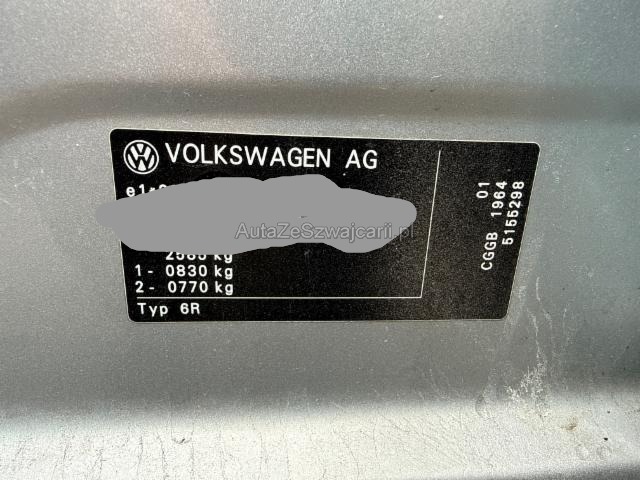 VOLKSWAGEN AG
AutaZeSzwajcarii.pl
1- 0830 kg
2- 0770 kg
Typ 6R
01
CGGB 1964
5155298